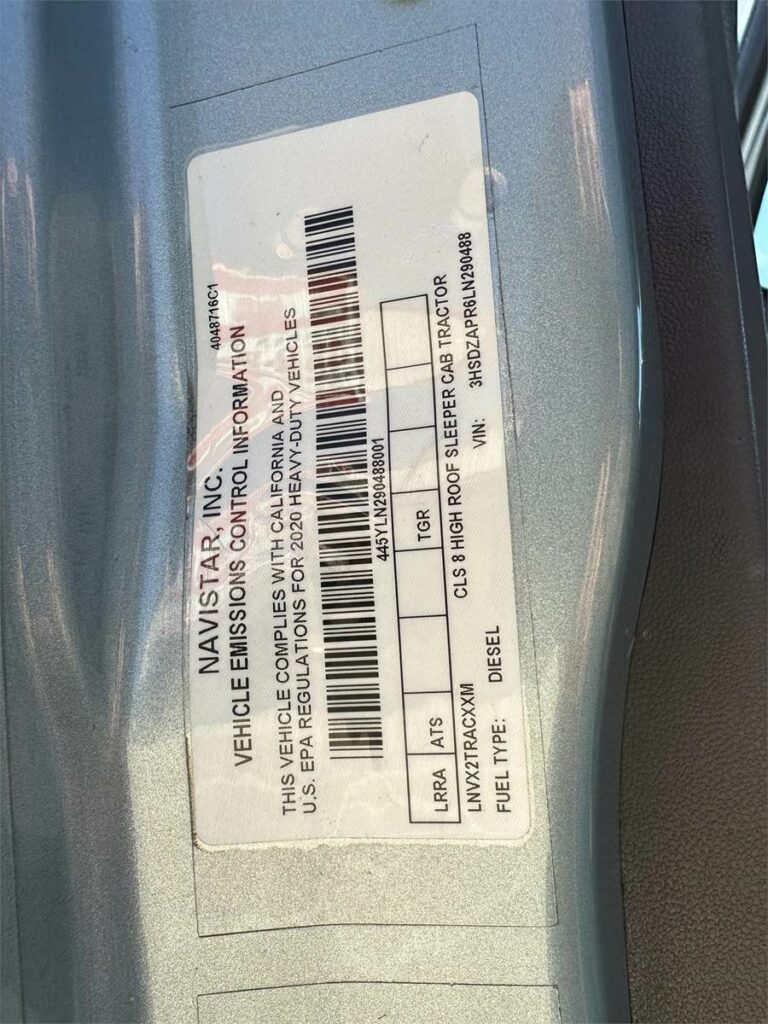 4048716C1
NAVISTAR, INC.
VEHICLE EMISSIONS CONTROL INFORMATION
THIS VEHICLE COMPLIES WITH CALIFORNIA AND
U.S. EPA REGULATIONS FOR 2020 HEAVY-DUTY VEHICLES
445YLN290488001
LRRA ATS TGR
CLS 8 HIGH ROOF SLEEPER CAB TRACTOR
LNVX2TRACXXM VIN: 3HSDZAPR6LN290488
FUEL TYPE: DIESEL